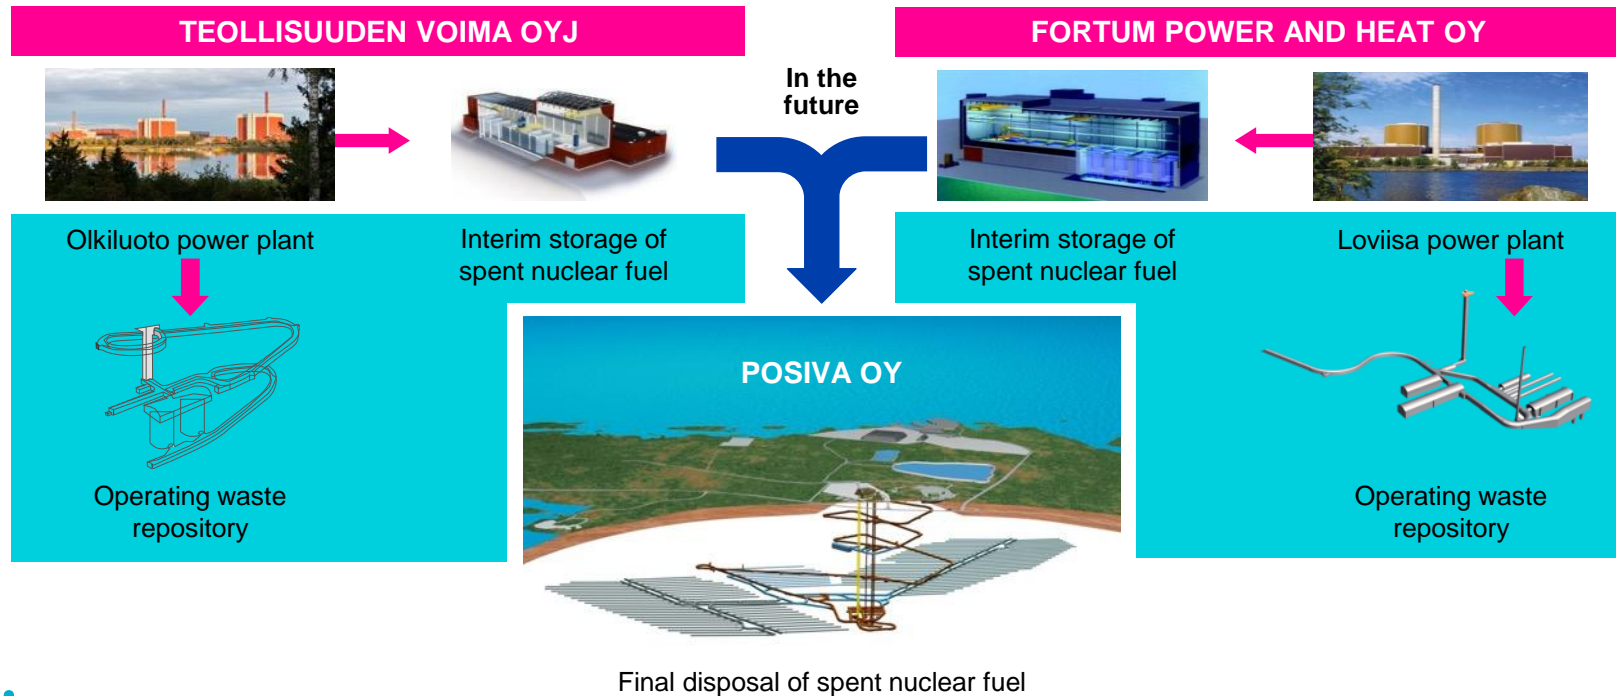 TEOLLISUUDEN VOIMA OYJ
FORTUM POWER AND HEAT OY
In the
future
Olkiluoto power plant
Interim storage of
spent nuclear fuel
Interim storage of
spent nuclear fuel
Loviisa power plant
POSIVA OY
Operating waste
repository
Operating waste
repository
Final disposal of spent nuclear fuel